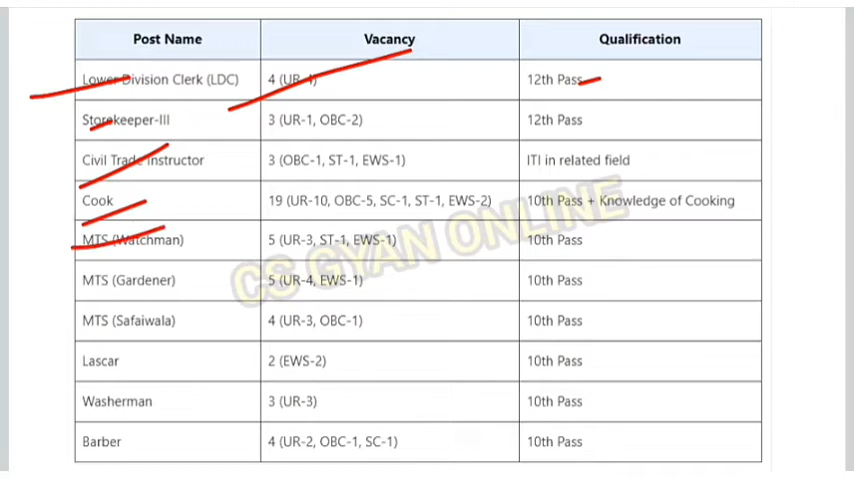 Post Name Vacancy Qualification
Lower Division Clerk (LDC) 4 (UR-4) 12th Pass
Storekeeper-III 3 (UR-1, OBC-2) 12th Pass
Civil Trade Instructor 3 (OBC-1, ST-1, EWS-1) ITI in related field
Cook 19 (UR-10, OBC-5, SC-1, ST-1, EWS-2) 10th Pass + Knowledge of Cooking
MTS (Watchman) 5 (UR-3, ST-1, EWS-1) 10th Pass
MTS (Gardener) 5 (UR-4, EWS-1) 10th Pass
MTS (Safaiwala) 4 (UR-3, OBC-1) 10th Pass
Lascar 2 (EWS-2) 10th Pass
Washerman 3 (UR-3) 10th Pass
Barber 4 (UR-2, OBC-1, SC-1) 10th Pass
CS GYAN ONLINE